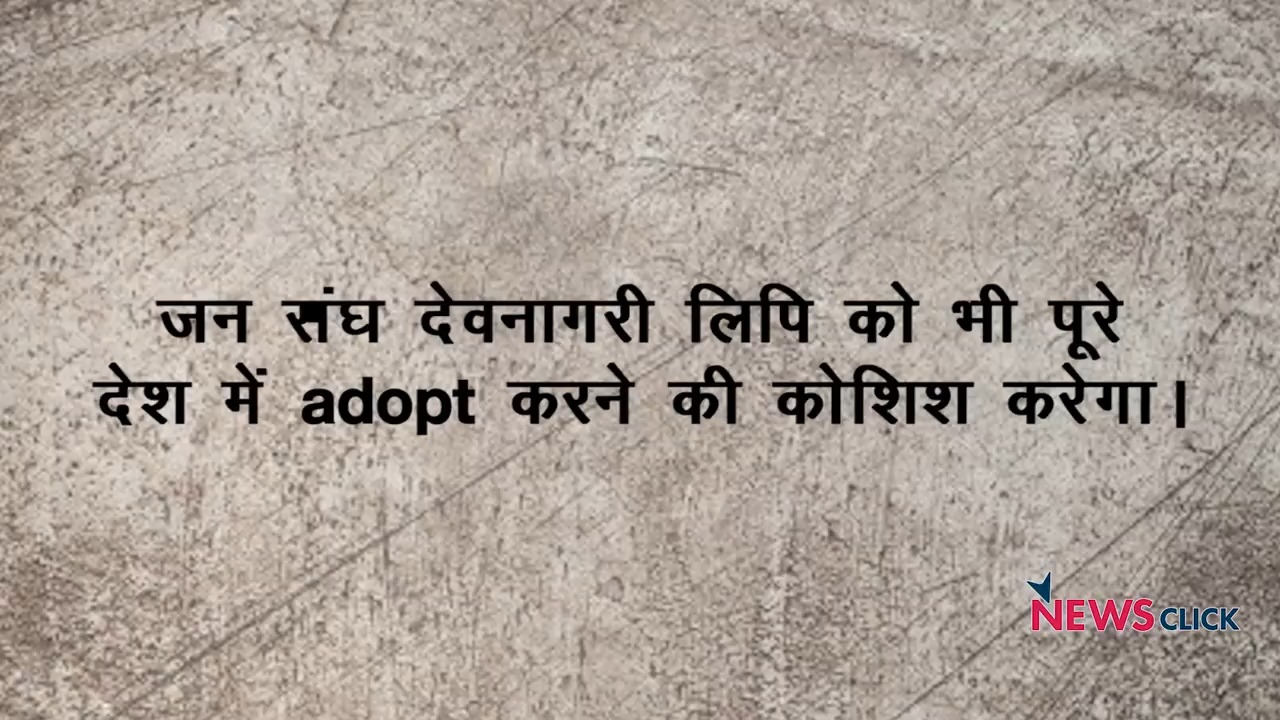 जन संघ देवनागरी लिपि को भी पूरे
देश में adopt करने की कोशिश करेगा।
NEWSCLICK